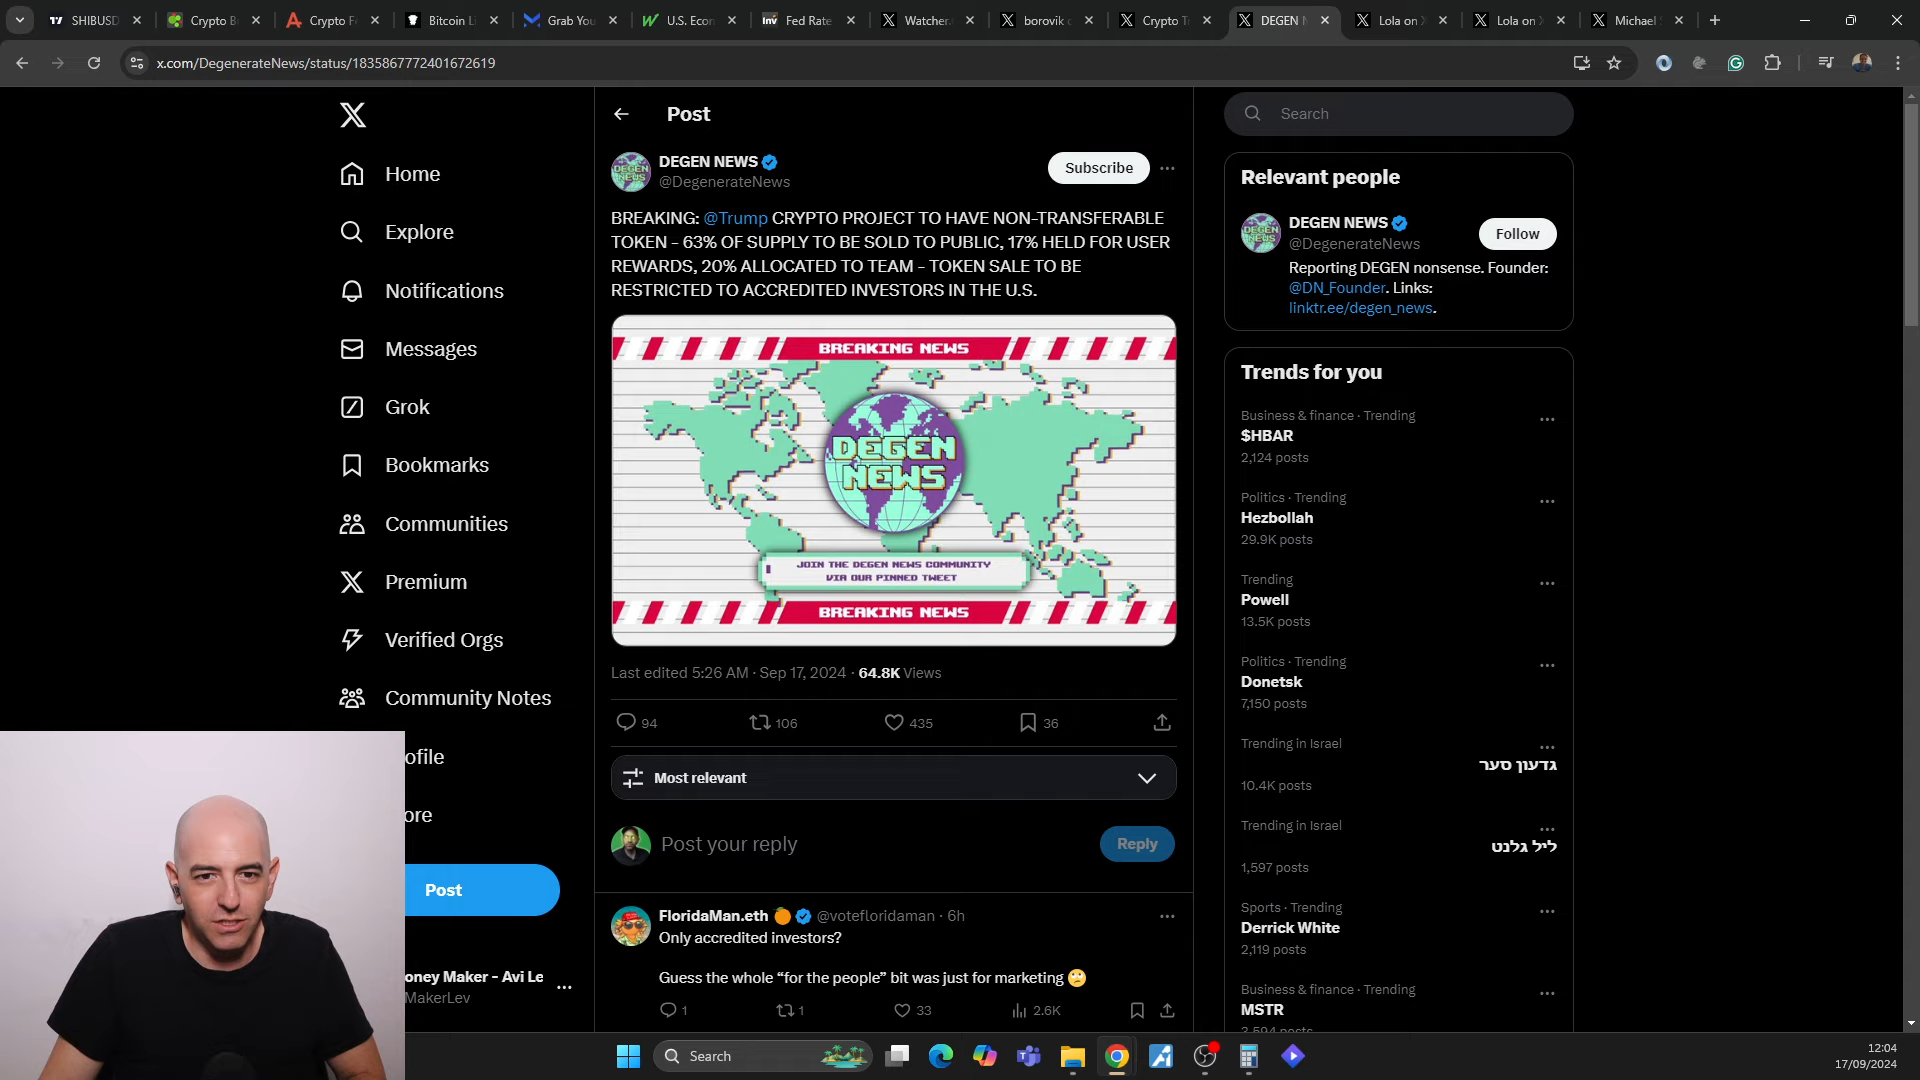 SHIBUSD
Crypto B
Crypto F
Bitcoin Li
Grab You
U.S. Econ
Inv
Fed Rate
Watcher.
borovik
Crypto T
DEGEN N
Lola on X
Lola on X
Michael S
x.com/DegenerateNews/status/1835867772401672619
Home
Explore
Notifications
Messages
Grok
Bookmarks
Communities
Premium
Verified Orgs
Community Notes
ofile
ore
Post
oney Maker - Avi Le
MakerLev
Post
DEGEN NEWS
@DegenerateNews
Subscribe
BREAKING: @Trump CRYPTO PROJECT TO HAVE NON-TRANSFERABLE
TOKEN - 63% OF SUPPLY TO BE SOLD TO PUBLIC, 17% HELD FOR USER
REWARDS, 20% ALLOCATED TO TEAM - TOKEN SALE TO BE
RESTRICTED TO ACCREDITED INVESTORS IN THE U.S.
BREAKING NEWS
DEGEN
NEWS
JOIN THE DEGEN NEWS COMMUNITY
VIA OUR PINNED TWEET
BREAKING NEWS
Last edited 5:26 AM · Sep 17, 2024 · 64.8K Views
94
106
435
36
Most relevant
Post your reply
Reply
FloridaMan.eth @votefloridaman · 6h
Only accredited investors?
Guess the whole “for the people” bit was just for marketing 🙄
1
1
33
2.6K
Search
Relevant people
DEGEN NEWS
@DegenerateNews
Follow
Reporting DEGEN nonsense. Founder:
@DN_Founder. Links:
linktr.ee/degen_news.
Trends for you
Business & finance · Trending
$HBAR
2,124 posts
Politics · Trending
Hezbollah
29.9K posts
Trending
Powell
13.5K posts
Politics · Trending
Donetsk
7,150 posts
Trending in Israel
גדעון סער
10.4K posts
Trending in Israel
ליל גלנט
1,597 posts
Sports · Trending
Derrick White
2,119 posts
Business & finance · Trending
MSTR
3,594 posts
Search
12:04
17/09/2024